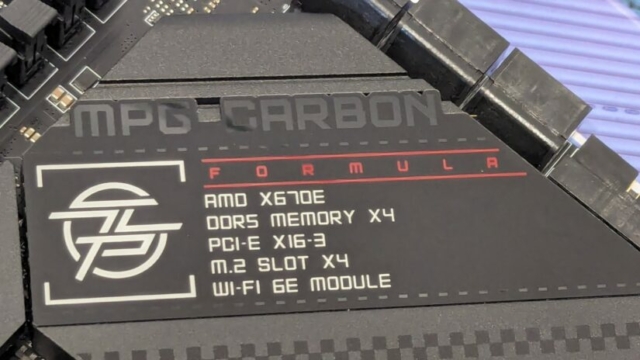 MPG CARBON
FORMULA
AMD X670E
DDR5 MEMORY X4
PCI-E X16-3
M.2 SLOT X4
WI-FI 6E MODULE